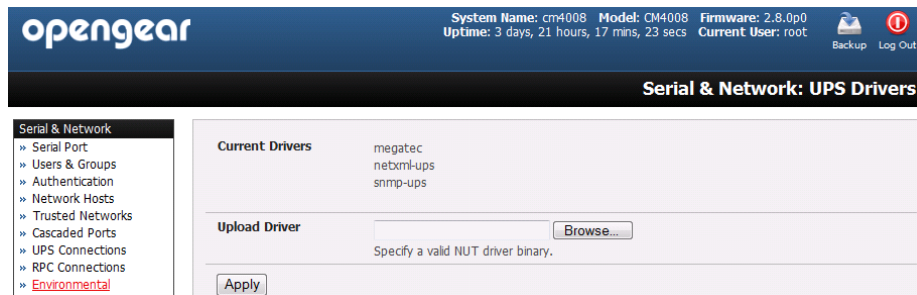 opengear
System Name: cm4008 Model: CM4008 Firmware: 2.8.0p0
Uptime: 3 days, 21 hours, 17 mins, 23 secs Current User: root
Backup Log Out
Serial & Network: UPS Drivers
Serial & Network
» Serial Port
» Users & Groups
» Authentication
» Network Hosts
» Trusted Networks
» Cascaded Ports
» UPS Connections
» RPC Connections
» Environmental
Current Drivers
megatec
netxml-ups
snmp-ups
Upload Driver
Browse...
Specify a valid NUT driver binary.
Apply